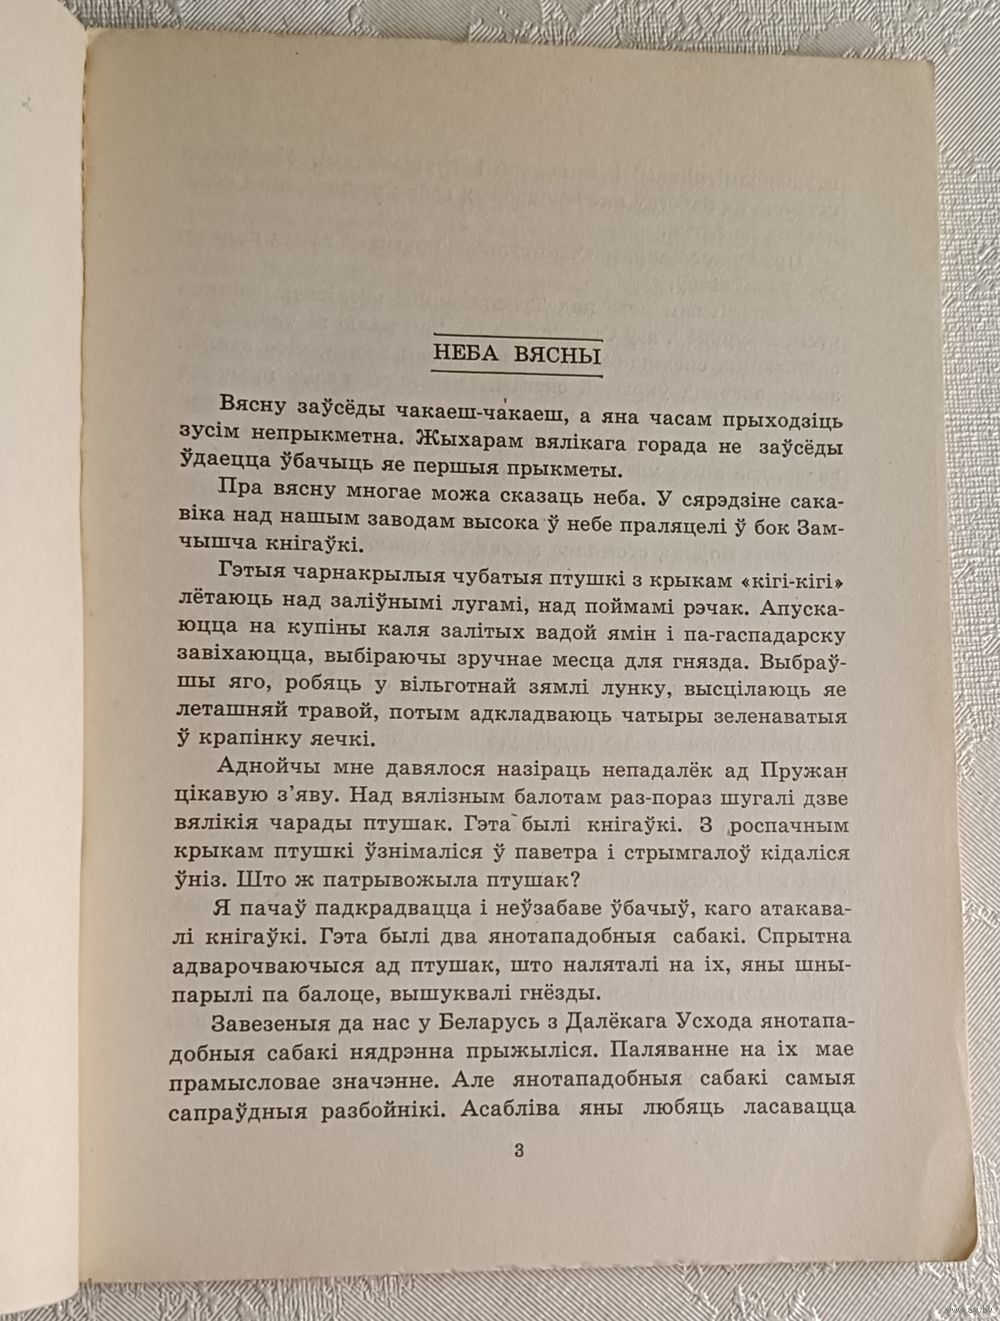 НЕБА ВЯСНЫ
Вясну заўсёды чакаеш-чакаеш, а яна часам прыходзіць
зусім непрыкметна. Жыхарам вялікага горада не заўсёды
ўдаецца ўбачыць яе першыя прыкметы.
Пра вясну многае можа сказаць неба. У сярэдзіне сака-
віка над нашым заводам высока ў небе праляцелі ў бок Зам-
чышча кнігаўкі.
Гэтыя чарнакрылыя чубатыя птушкі з крыкам «кігі-кігі»
лётаюць над заліўнымі лугамі, над поймамі рэчак. Апуска-
юцца на купіны каля залітых вадой ямін і па-гаспадарску
завіхаюцца, выбіраючы зручнае месца для гнязда. Выбраў-
шы яго, робяць у вільготнай зямлі лунку, высцілаюць яе
леташняй травой, потым адкладваюць чатыры зеленаватыя
ў крапінку яечкі.
Аднойчы мне давялося назіраць непадалёк ад Пружан
цікавую з’яву. Над вялізным балотам раз-пораз шугалі дзве
вялікія чарады птушак. Гэта былі кнігаўкі. З роспачным
крыкам птушкі ўзнімаліся ў паветра і стрымгалоў кідаліся
ўніз. Што ж патрывожыла птушак?
Я пачаў падкрадвацца і неўзабаве ўбачыў, каго атакава-
лі кнігаўкі. Гэта былі два янотападобныя сабакі. Спрытна
адварочваючыся ад птушак, што наляталі на іх, яны шны-
парылі па балоце, вышуквалі гнёзды.
Завезеныя да нас у Беларусь з Далёкага Усхода янотапа-
добныя сабакі нядрэнна прыжыліся. Паляванне на іх мае
прамысловае значэнне. Але янотападобныя сабакі самыя
сапраўдныя разбойнікі. Асабліва яны любяць ласавацца
3
www.ay.by